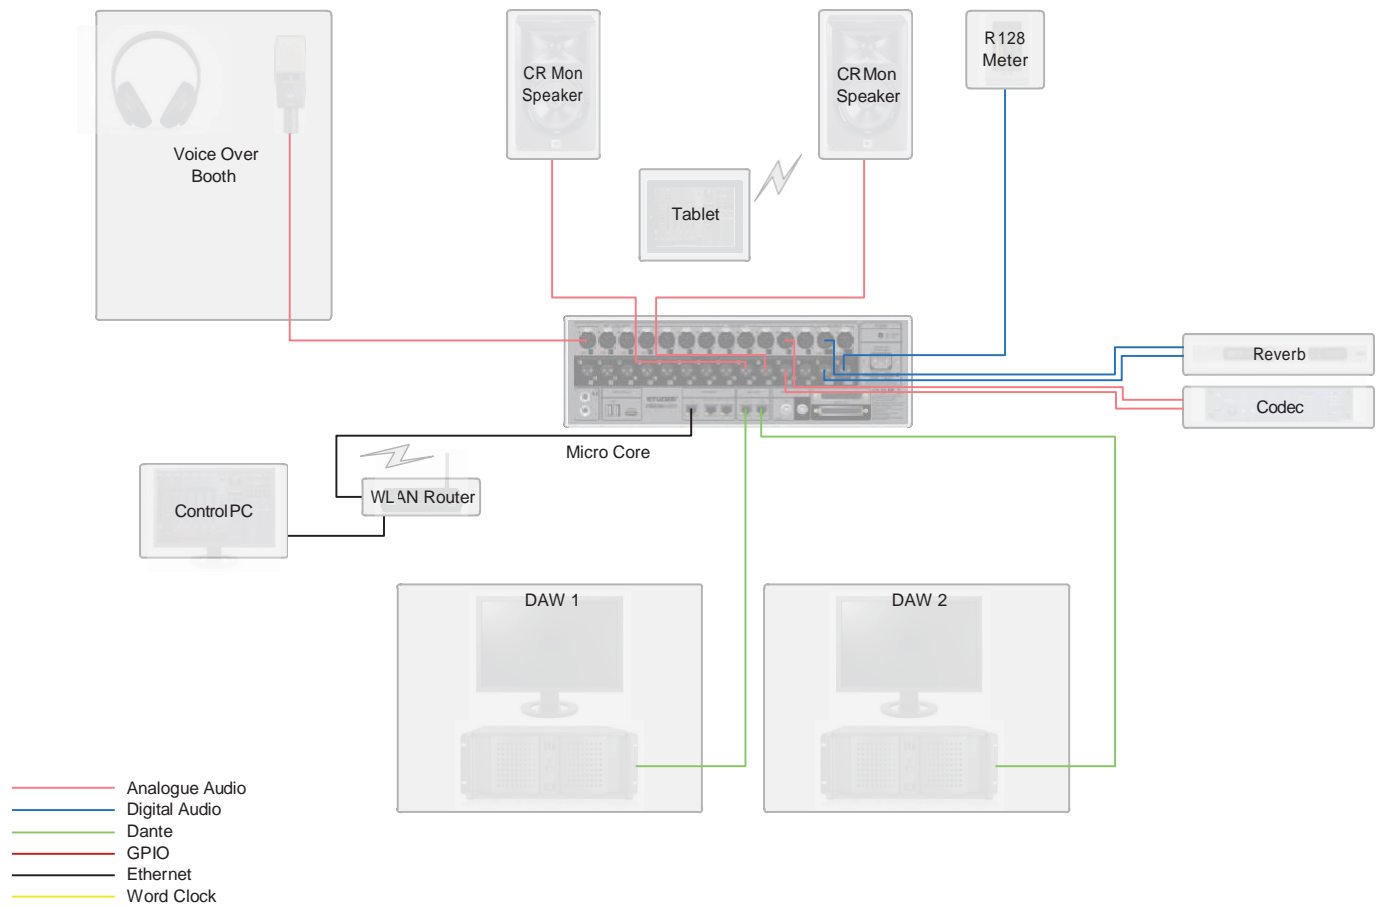 R128
Meter
CR Mon
Speaker
CR Mon
Speaker
Voice Over
Booth
Tablet
Reverb
Codec
STUDER
Micro Core
WLAN Router
Control PC
DAW 1
DAW 2
Analogue Audio
Digital Audio
Dante
GPIO
Ethernet
Word Clock